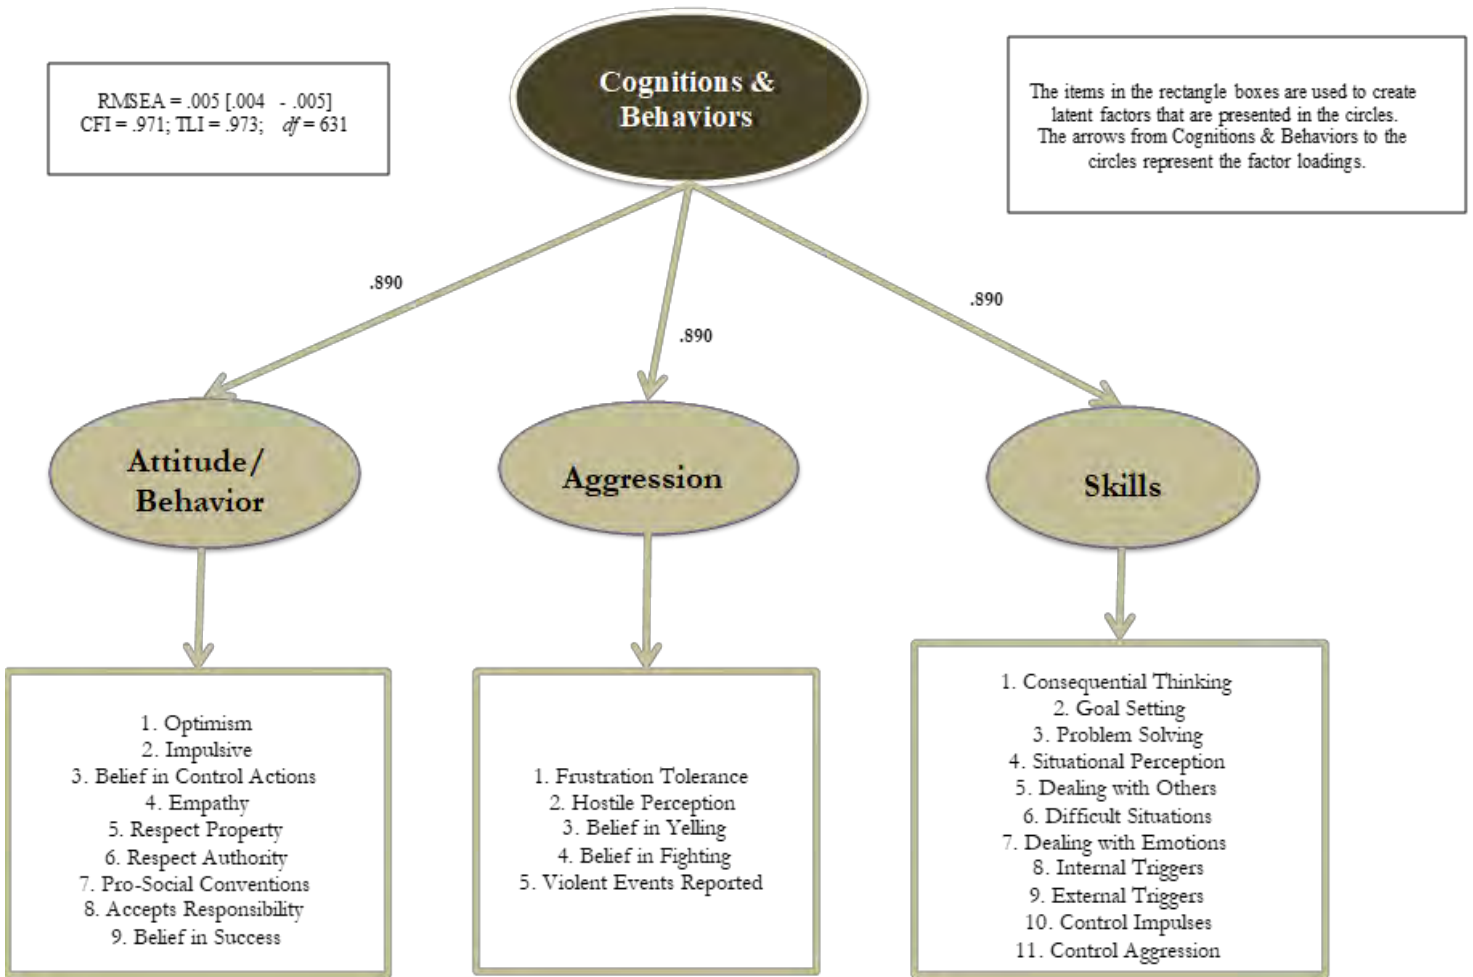 RMSEA = .005 [.004 - .005]
CFI = .971; TLI = .973; df = 631
Cognitions &
Behaviors
The items in the rectangle boxes are used to create
latent factors that are presented in the circles.
The arrows from Cognitions & Behaviors to the
circles represent the factor loadings.
.890
.890
.890
Attitude/
Behavior
Aggression
Skills
1. Optimism
2. Impulsive
3. Belief in Control Actions
4. Empathy
5. Respect Property
6. Respect Authority
7. Pro-Social Conventions
8. Accepts Responsibility
9. Belief in Success
1. Frustration Tolerance
2. Hostile Perception
3. Belief in Yelling
4. Belief in Fighting
5. Violent Events Reported
1. Consequential Thinking
2. Goal Setting
3. Problem Solving
4. Situational Perception
5. Dealing with Others
6. Difficult Situations
7. Dealing with Emotions
8. Internal Triggers
9. External Triggers
10. Control Impulses
11. Control Aggression